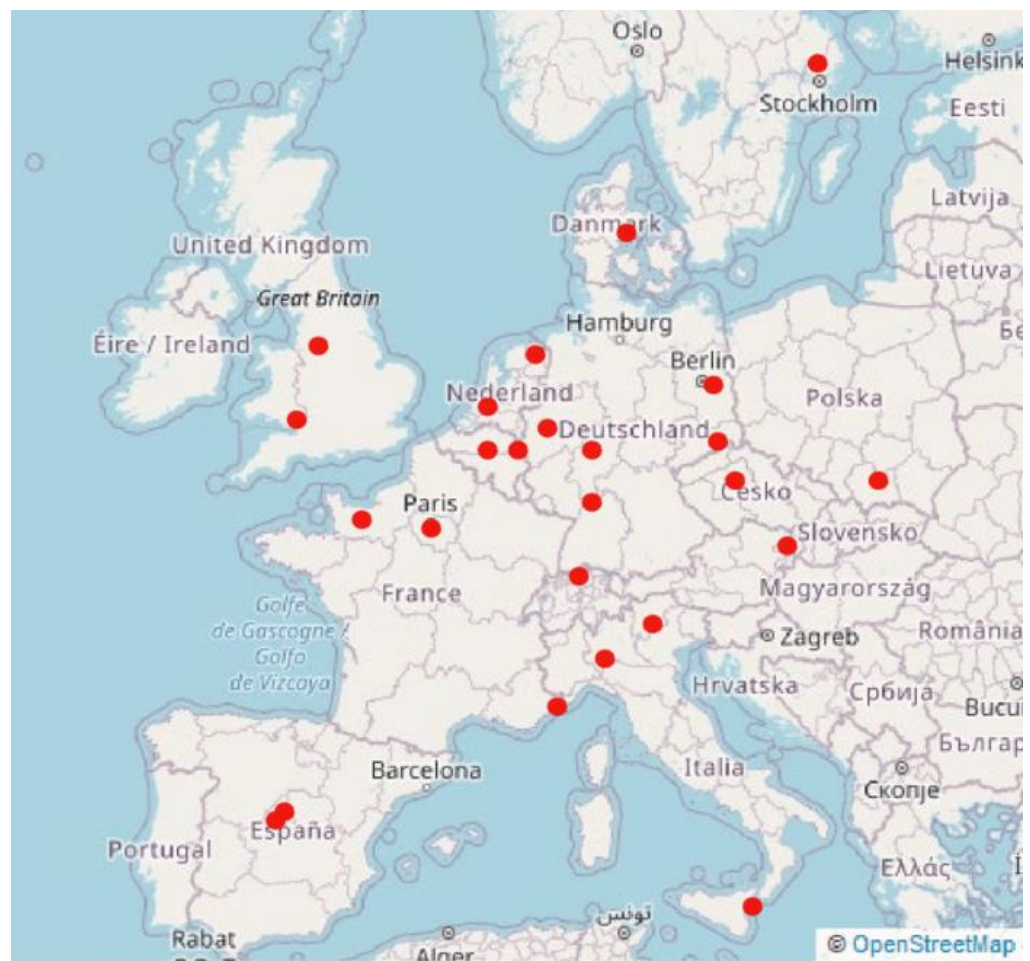 Oslo
Helsink
Stockholm
Eesti
Latvija
Danmark
United Kingdom
Lietuva
Great Britain
Hamburg
Éire / Ireland
Бе
Berlin
Nederland
Polska
Deutschland
Česko
Paris
Slovensko
France
Magyarország
Golfe
de Gascogne /
Golfo
de Vizcaya
Zagreb
România
Hrvatska
Србија
Bucu
Българ
Barcelona
Italia
Скопје
España
Portugal
Ελλάς
تونس
Rabat
Alger
© OpenStreetMap